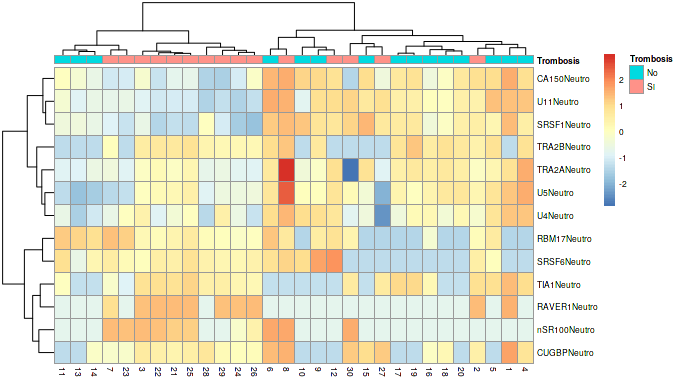 Trombosis
CA150Neutro
U11Neutro
SRSF1Neutro
TRA2BNeutro
TRA2ANeutro
U5Neutro
U4Neutro
RBM17Neutro
SRSF6Neutro
TIA1Neutro
RAVER1Neutro
nSR100Neutro
CUGBPNeutro
11 13 14 7 23 3 22 21 25 28 29 24 26 6 8 10 9 12 30 15 27 17 19 16 18 20 2 5 1 4
2
1
0
-1
-2
Trombosis
No
SI